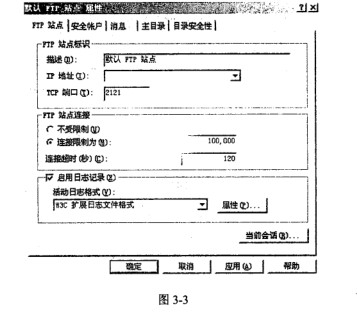 默认 FTP 站点 属性
FTP 站点 安全帐户 消息 主目录 目录安全性
FTP 站点标识
描述(D): 默认 FTP 站点
IP 地址(I):
TCP 端口(T): 2121
FTP 站点连接
不受限制(U)
连接限制为(M): 100,000
连接超时(秒)(C): 120
启用日志记录(E)
活动日志格式(V):
W3C 扩展日志文件格式 属性(P)...
当前会话(R)...
确定 取消 应用(A) 帮助
图 3-3